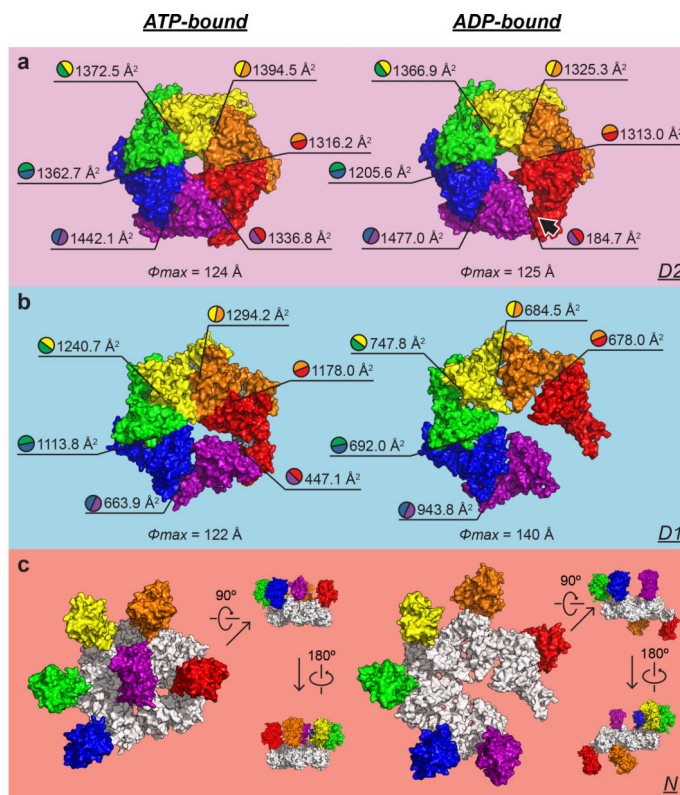 ATP-bound ADP-bound
a
1372.5 Å² 1394.5 Å² 1366.9 Å² 1325.3 Å²
1316.2 Å² 1313.0 Å²
1362.7 Å² 1205.6 Å²
1442.1 Å² 1336.8 Å² 1477.0 Å² 184.7 Å²
Φmax = 124 Å Φmax = 125 Å D2
b
1294.2 Å² 684.5 Å²
1240.7 Å² 747.8 Å² 678.0 Å²
1178.0 Å²
1113.8 Å² 692.0 Å²
447.1 Å²
663.9 Å² 943.8 Å²
Φmax = 122 Å Φmax = 140 Å D1
c
90º 90º
180º 180º
N